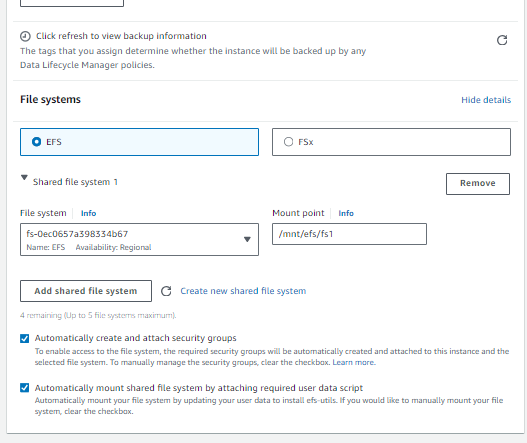 Click refresh to view backup information
The tags that you assign determine whether the instance will be backed up by any
Data Lifecycle Manager policies.
File systems
Hide details
EFS
FSx
Shared file system 1
Remove
File system
Info
Mount point
Info
fs-0ec0657a398334b67
Name: EFS Availability: Regional
/mnt/efs/fs1
Add shared file system
Create new shared file system
4 remaining (Up to 5 file systems maximum).
Automatically create and attach security groups
To enable access to the file system, the required security groups will be automatically created and attached to this instance and the
selected file system. To manually manage the security groups, clear the checkbox. Learn more.
Automatically mount shared file system by attaching required user data script
Automatically mount your file system by updating your user data to install efs-utils. If you would like to manually mount your file
system, clear the checkbox.